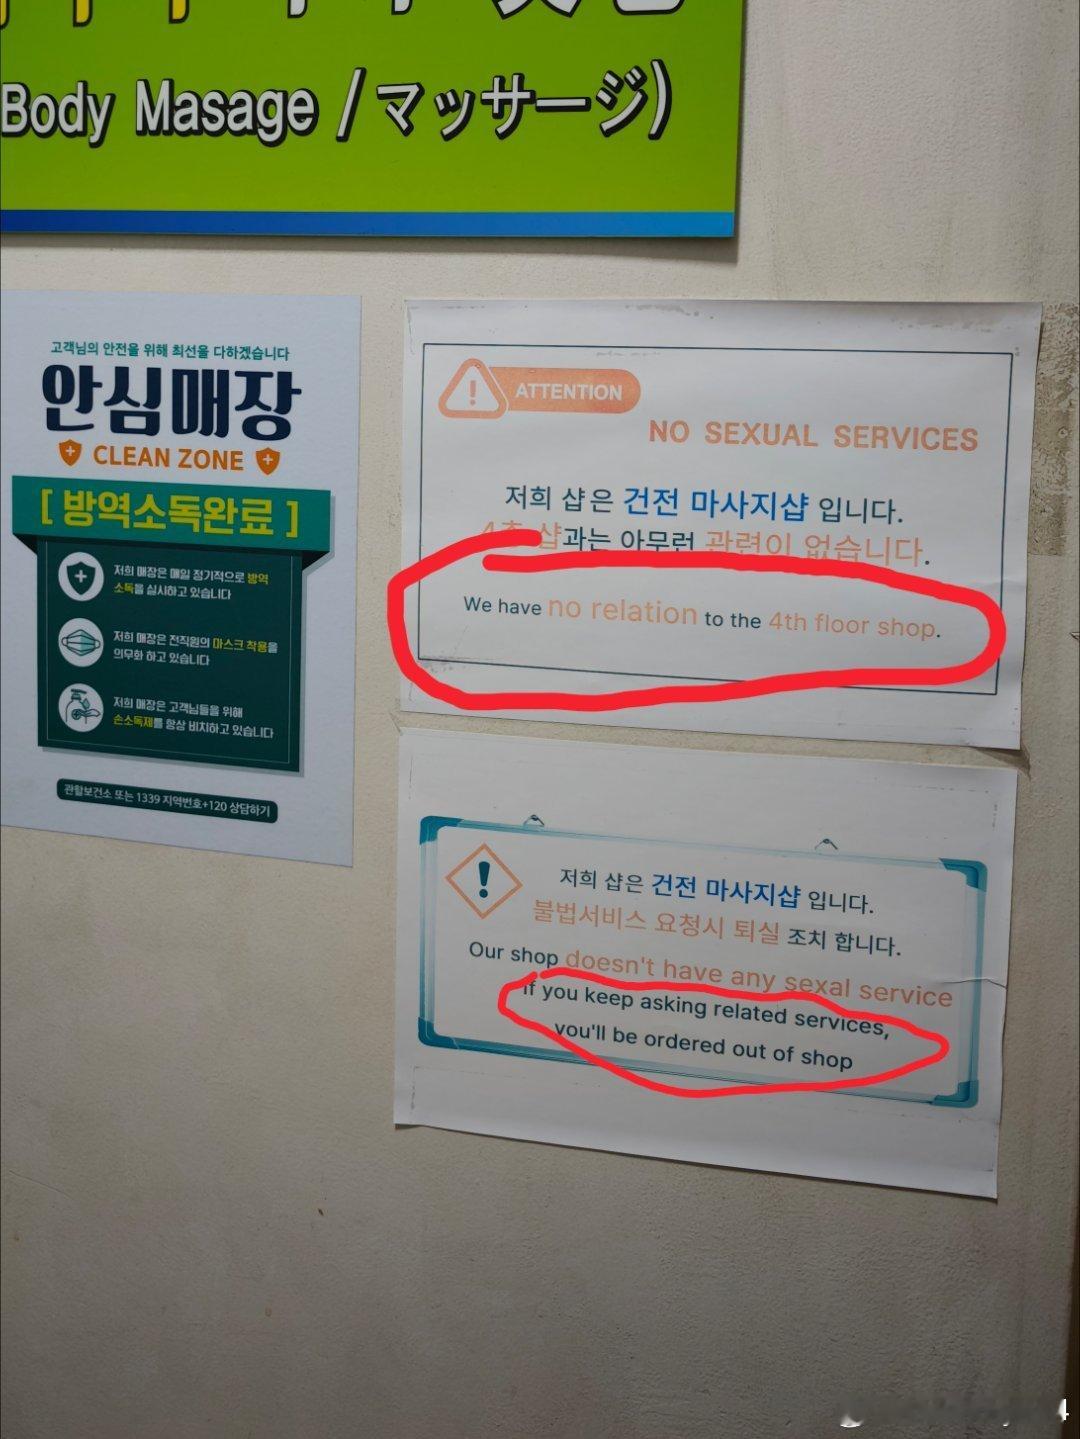 Body Masage / マッサージ)
고객님의 안전을 위해 최선을 다하겠습니다
안심매장
CLEAN ZONE
[ 방역소독완료 ]
저희 매장은 매일 정기적으로 방역
소독을 실시하고 있습니다
저희 매장은 전직원의 마스크 착용을
의무화 하고 있습니다
저희 매장은 고객님들을 위해
손소독제를 항상 비치하고 있습니다
관할보건소 또는 1339 지역번호+120 상담하기
ATTENTION
NO SEXUAL SERVICES
저희 샵은 건전 마사지샵 입니다.
4층 샵과는 아무런 관련이 없습니다.
We have no relation to the 4th floor shop.
저희 샵은 건전 마사지샵 입니다.
불법서비스 요청시 퇴실 조치 합니다.
Our shop doesn't have any sexal service
if you keep asking related services,
you'll be ordered out of shop